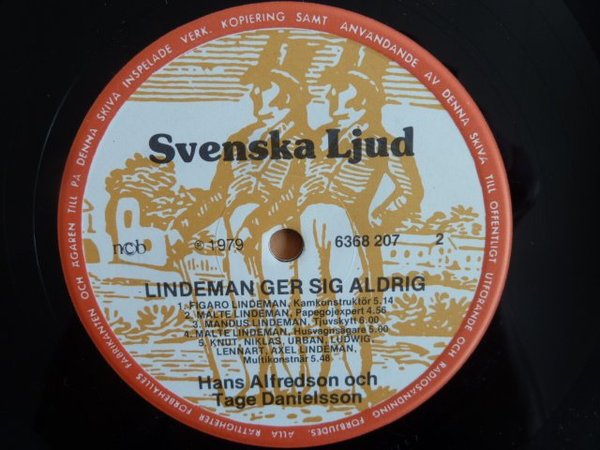 ALLA RÄTTIGHETER FÖRBEHÅLLES FABRIKANTEN OCH ÄGAREN TILL PÅ DENNA SKIVA INSPELADE VERK. KOPIERING SAMT ANVÄNDANDE AV DENNA SKIVA TILL OFFENTLIGT UTFÖRANDE OCH RADIOSÄNDNING FÖRBJUDES.
Svenska Ljud
ncb ℗ 1979 6368 207 2
LINDEMAN GER SIG ALDRIG
1. FIGARO LINDEMAN, Kamkonstruktör 5.14
2. MALTE LINDEMAN, Papegojexpert 4.56
3. MANDUS LINDEMAN, Tjuvskytt 6.00
4. MALTE LINDEMAN, Husvagnsägare 5.00
5. KNUT, NIKLAS, URBAN, LUDWIG,
LENNART, AXEL LINDEMAN,
Multikonstnär 5.48
Hans Alfredson och
Tage Danielsson